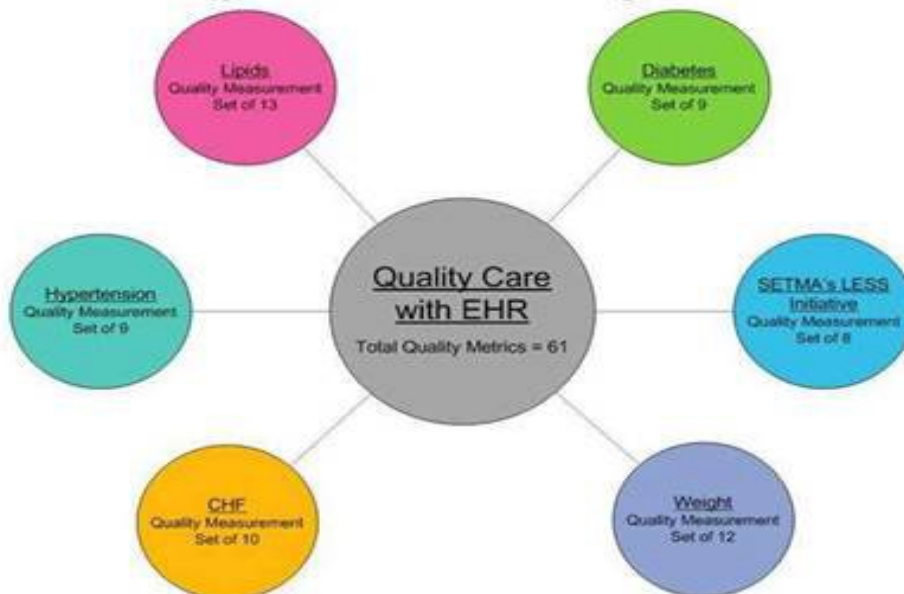 Lipids
Quality Measurement
Set of 13
Diabetes
Quality Measurement
Set of 9
Quality Care
with EHR
Total Quality Metrics = 61
Hypertension
Quality Measurement
Set of 9
SETMA's LESS
Initiative
Quality Measurement
Set of 8
CHF
Quality Measurement
Set of 10
Weight
Quality Measurement
Set of 12